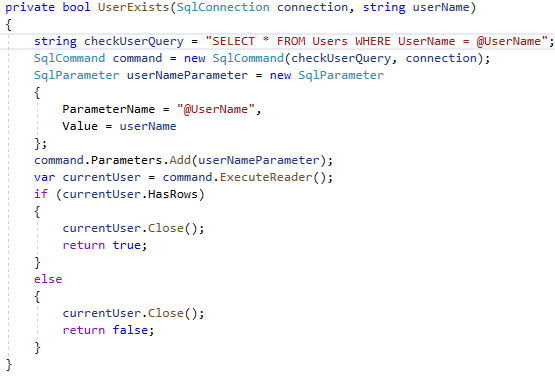 private bool UserExists(SqlConnection connection, string userName)
{
    string checkUserQuery = "SELECT * FROM Users WHERE UserName = @UserName";
    SqlCommand command = new SqlCommand(checkUserQuery, connection);
    SqlParameter userNameParameter = new SqlParameter
    {
        ParameterName = "@UserName",
        Value = userName
    };
    command.Parameters.Add(userNameParameter);
    var currentUser = command.ExecuteReader();
    if (currentUser.HasRows)
    {
        currentUser.Close();
        return true;
    }
    else
    {
        currentUser.Close();
        return false;
    }
}